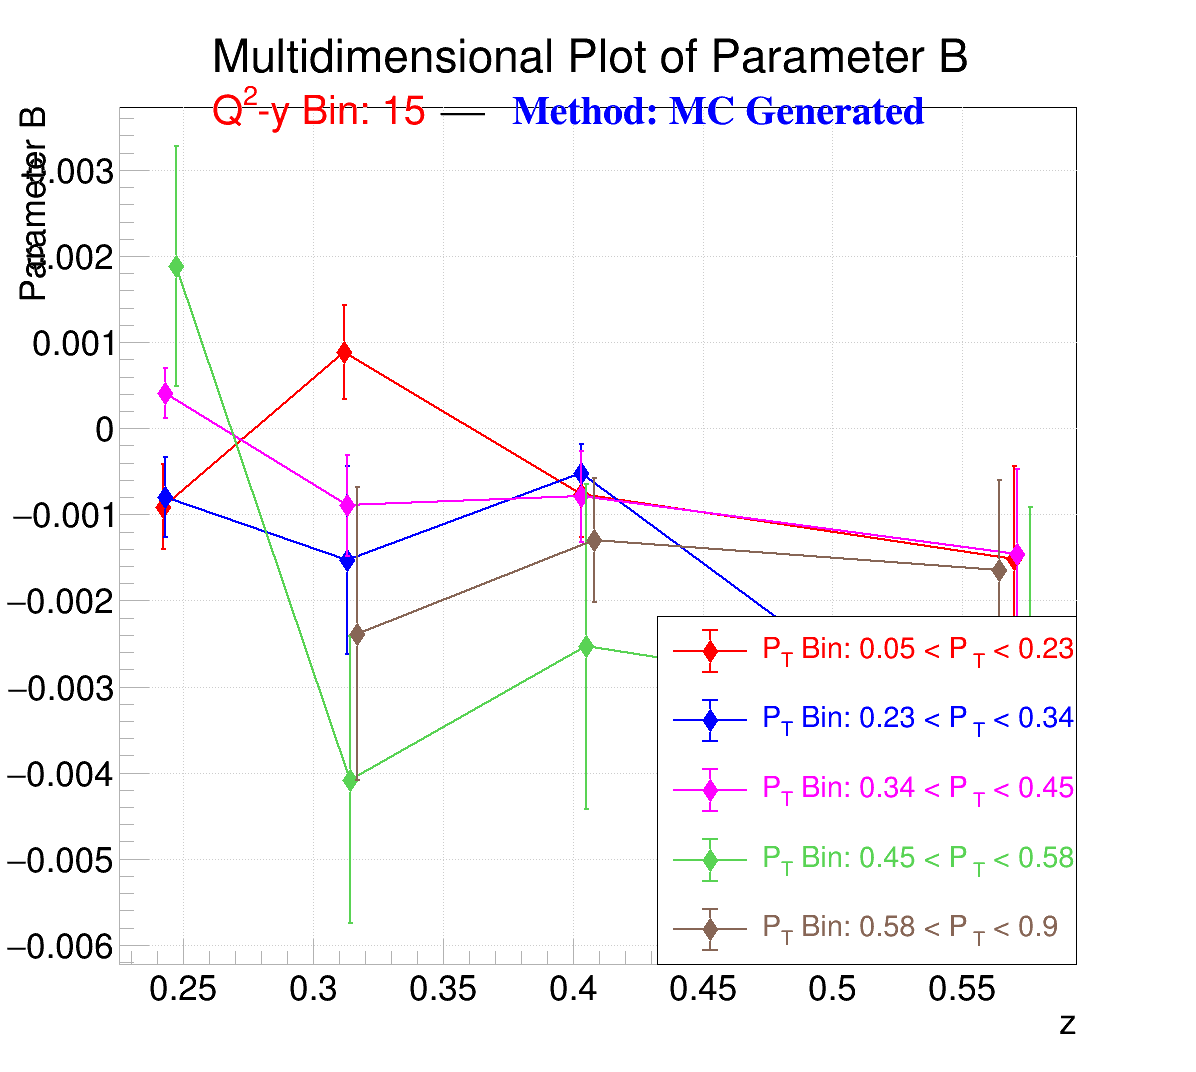 Multidimensional Plot of Parameter B
Q²-y Bin: 15 — Method: MC Generated
Parameter B
0.003
0.002
0.001
0
−0.001
−0.002
−0.003
−0.004
−0.005
−0.006
P_T Bin: 0.05 < P_T < 0.23
P_T Bin: 0.23 < P_T < 0.34
P_T Bin: 0.34 < P_T < 0.45
P_T Bin: 0.45 < P_T < 0.58
P_T Bin: 0.58 < P_T < 0.9
0.25 0.3 0.35 0.4 0.45 0.5 0.55
z